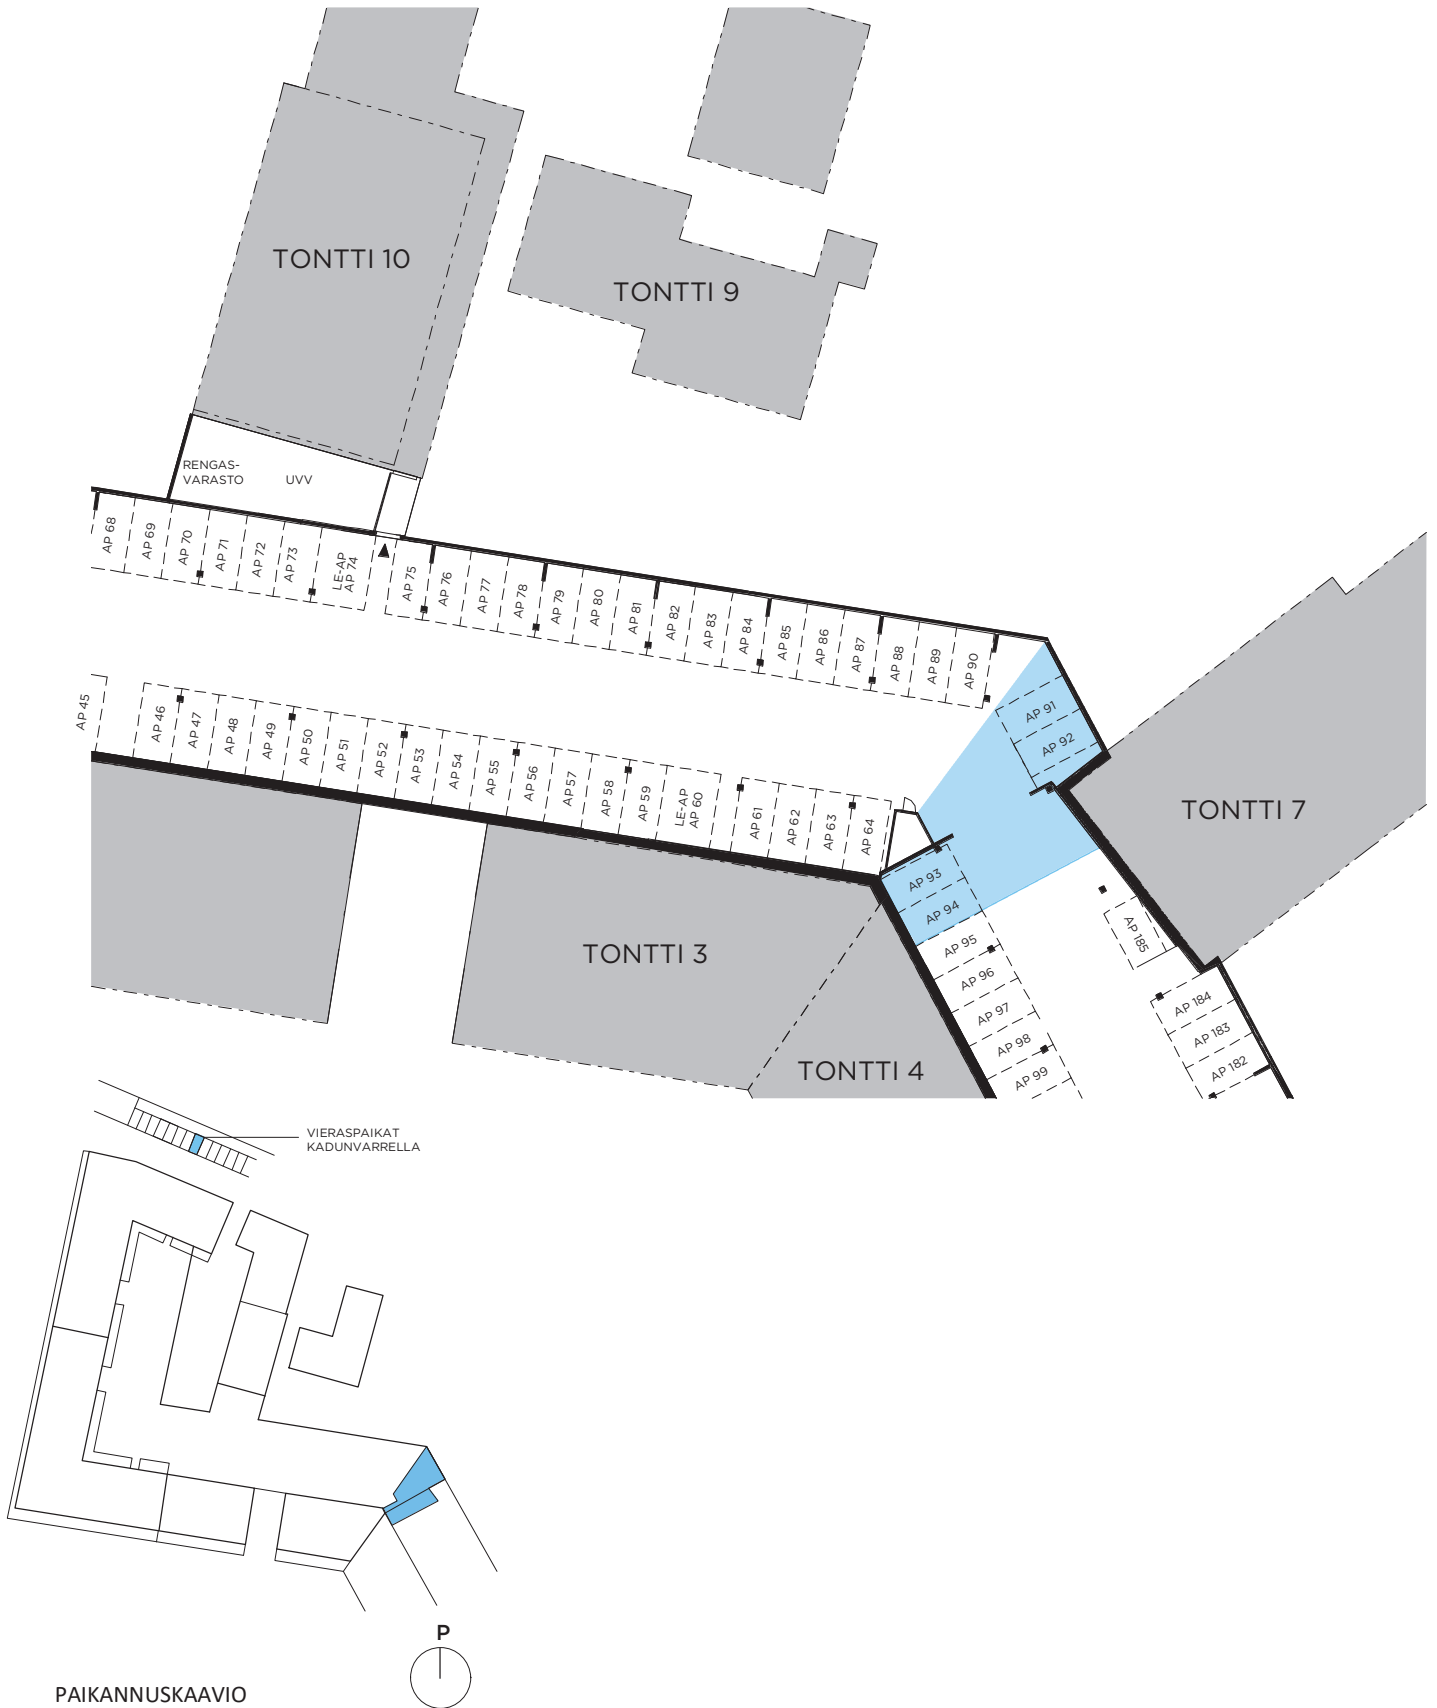 TONTTI 10
TONTTI 9
RENGAS-
VARASTO
UVV
AP 68
AP 69
AP 70
AP 71
AP 72
AP 73
LE-AP
AP 74
AP 75
AP 76
AP 77
AP 78
AP 79
AP 80
AP 81
AP 82
AP 83
AP 84
AP 85
AP 86
AP 87
AP 88
AP 89
AP 90
AP 91
AP 92
AP 45
AP 46
AP 47
AP 48
AP 49
AP 50
AP 51
AP 52
AP 53
AP 54
AP 55
AP 56
AP 57
AP 58
AP 59
LE-AP
AP 60
AP 61
AP 62
AP 63
AP 64
TONTTI 7
AP 93
AP 94
AP 95
AP 96
AP 97
AP 98
AP 99
AP 185
AP 184
AP 183
AP 182
TONTTI 3
TONTTI 4
VIERASPAIKAT
KADUNVARRELLA
P
PAIKANNUSKAAVIO